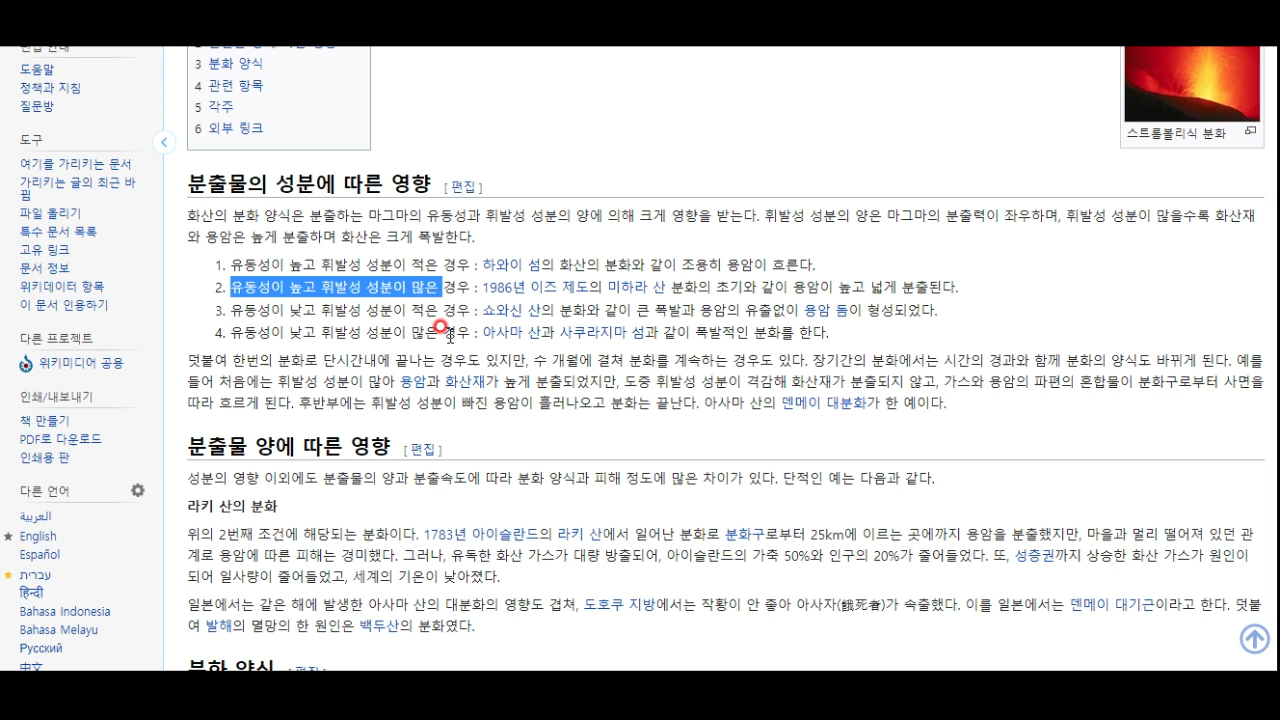 도움말
정책과 지침
질문방
도구
여기를 가리키는 문서
가리키는 글의 최근 바
뀜
파일 올리기
특수 문서 목록
고유 링크
문서 정보
위키데이터 항목
이 문서 인용하기
다른 프로젝트
위키미디어 공용
인쇄/내보내기
책 만들기
PDF로 다운로드
인쇄용 판
다른 언어
العربية
English
Español
עברית
हिन्दी
Bahasa Indonesia
Bahasa Melayu
Русский
中文
3 분화 양식
4 관련 항목
5 각주
6 외부 링크
스트롬볼리식 분화
분출물의 성분에 따른 영향 [ 편집 ]
화산의 분화 양식은 분출하는 마그마의 유동성과 휘발성 성분의 양에 의해 크게 영향을 받는다. 휘발성 성분의 양은 마그마의 분출력이 좌우하며, 휘발성 성분이 많을수록 화산재
와 용암은 높게 분출하며 화산은 크게 폭발한다.
1. 유동성이 높고 휘발성 성분이 적은 경우 : 하와이 섬의 화산의 분화와 같이 조용히 용암이 흐른다.
2. 유동성이 높고 휘발성 성분이 많은 경우 : 1986년 이즈 제도의 미하라 산 분화의 초기와 같이 용암이 높고 넓게 분출된다.
3. 유동성이 낮고 휘발성 성분이 적은 경우 : 쇼와신 산의 분화와 같이 큰 폭발과 용암의 유출없이 용암 돔이 형성되었다.
4. 유동성이 낮고 휘발성 성분이 많은 경우 : 아사마 산과 사쿠라지마 섬과 같이 폭발적인 분화를 한다.
덧붙여 한번의 분화로 단시간내에 끝나는 경우도 있지만, 수 개월에 결쳐 분화를 계속하는 경우도 있다. 장기간의 분화에서는 시간의 경과와 함께 분화의 양식도 바뀌게 된다. 예를
들어 처음에는 휘발성 성분이 많아 용암과 화산재가 높게 분출되었지만, 도중 휘발성 성분이 격감해 화산재가 분출되지 않고, 가스와 용암의 파편의 혼합물이 분화구로부터 사면을
따라 흐르게 된다. 후반부에는 휘발성 성분이 빠진 용암이 흘러나오고 분화는 끝난다. 아사마 산의 덴메이 대분화가 한 예이다.
분출물 양에 따른 영향 [ 편집 ]
성분의 영향 이외에도 분출물의 양과 분출속도에 따라 분화 양식과 피해 정도에 많은 차이가 있다. 단적인 예는 다음과 같다.
라키 산의 분화
위의 2번째 조건에 해당되는 분화이다. 1783년 아이슬란드의 라키 산에서 일어난 분화로 분화구로부터 25km에 이르는 곳에까지 용암을 분출했지만, 마을과 멀리 떨어져 있던 관
계로 용암에 따른 피해는 경미했다. 그러나, 유독한 화산 가스가 대량 방출되어, 아이슬란드의 가축 50%와 인구의 20%가 줄어들었다. 또, 성층권까지 상승한 화산 가스가 원인이
되어 일사량이 줄어들었고, 세계의 기온이 낮아졌다.
일본에서는 같은 해에 발생한 아사마 산의 대분화의 영향도 겹쳐, 도호쿠 지방에서는 작황이 안 좋아 아사자(餓死者)가 속출했다. 이를 일본에서는 덴메이 대기근이라고 한다. 덧붙
여 발해의 멸망의 한 원인은 백두산의 분화였다.
분화 양식